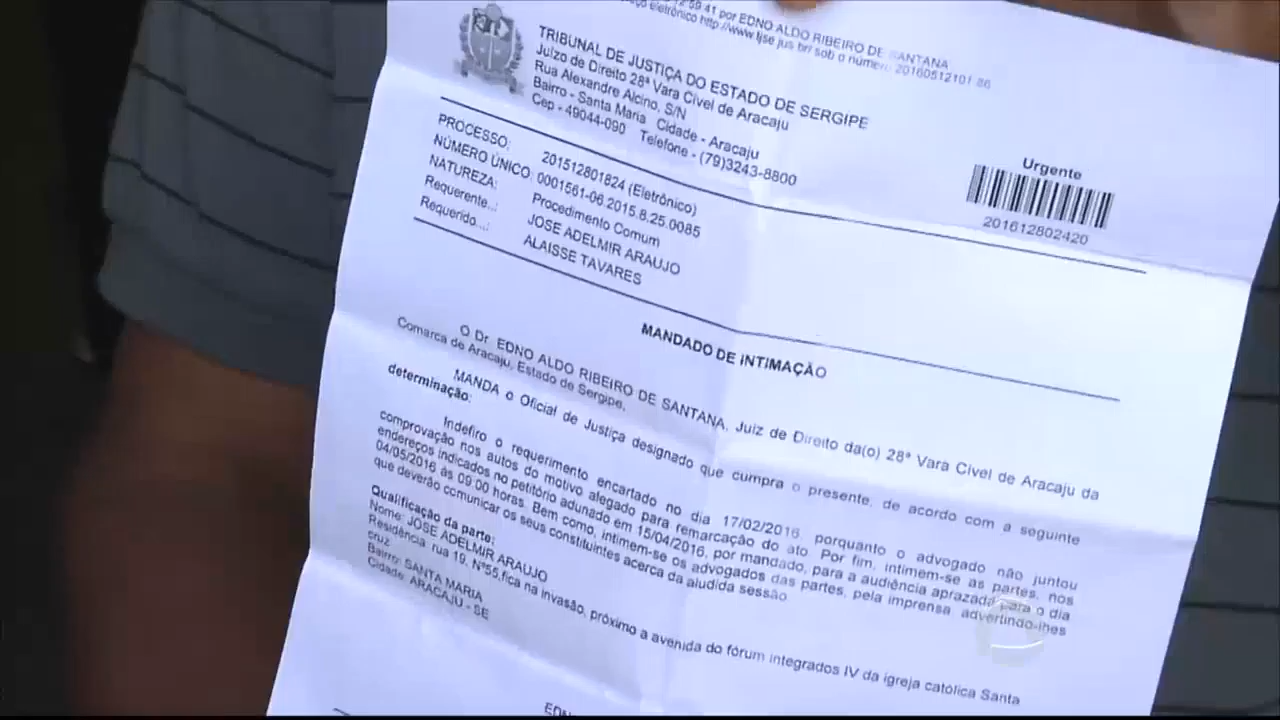 12:59:41 por EDNO ALDO RIBEIRO DE SANTANA
eletrônico http://www.tjse.jus.br/ sob o número: 20160512101 86
TRIBUNAL DE JUSTIÇA DO ESTADO DE SERGIPE
Juízo de Direito 28ª Vara Cível de Aracaju
Rua Alexandre Alcino, S/N
Bairro - Santa Maria Cidade - Aracaju
Cep - 49044-090 Telefone - (79)3243-8800
Urgente
201612802420
PROCESSO: 201512801824 (Eletrônico)
NÚMERO ÚNICO: 0001561-06.2015.8.25.0085
NATUREZA: Procedimento Comum
Requerente..: JOSE ADELMIR ARAUJO
Requerido...: ALAISSE TAVARES
MANDADO DE INTIMAÇÃO
O Dr. EDNO ALDO RIBEIRO DE SANTANA, Juiz de Direito da(o) 28ª Vara Cível de Aracaju da
Comarca de Aracaju, Estado de Sergipe,
MANDA o Oficial de Justiça designado que cumpra o presente, de acordo com a seguinte
determinação:
Indefiro o requerimento encartado no dia 17/02/2016, porquanto o advogado não juntou
comprovação nos autos do motivo alegado para remarcação do ato. Por fim, intimem-se as partes, nos
endereços indicados no petitório adunado em 15/04/2016, por mandado, para a audiência aprazada para o dia
04/05/2016 às 09:00 horas. Bem como, intimem-se os advogados das partes, pela imprensa, advertindo-lhes
que deverão comunicar os seus constituintes acerca da aludida sessão
Qualificação da parte:
Nome: JOSE ADELMIR ARAUJO
Residência: rua 19, Nº55,fica na invasão, próximo a avenida do fórum integrados IV da igreja católica Santa
cruz
Bairro: SANTA MARIA
Cidade: ARACAJU - SE